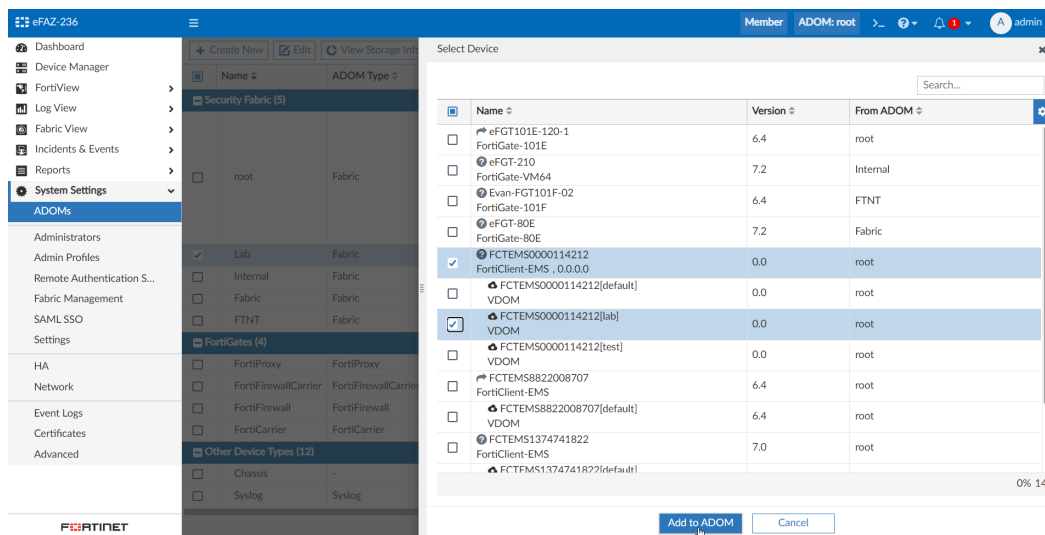 eFAZ-236
Member ADOM: root >_ 1 A admin
Dashboard
Device Manager
FortiView
Log View
Fabric View
Incidents & Events
Reports
System Settings
ADOMs
Administrators
Admin Profiles
Remote Authentication S...
Fabric Management
SAML SSO
Settings
HA
Network
Event Logs
Certificates
Advanced
FORTINET
Create New Edit View Storage Info
Name ADOM Type
Security Fabric (5)
root Fabric
Lab Fabric
Internal Fabric
Fabric Fabric
FTNT Fabric
FortiGates (4)
FortiProxy FortiProxy
FortiFirewallCarrier FortiFirewallCarrier
FortiFirewall FortiFirewall
FortiCarrier FortiCarrier
Other Device Types (12)
Chassis -
Syslog Syslog
Select Device
Search...
Name Version From ADOM
eFGT101E-120-1
FortiGate-101E 6.4 root
eFGT-210
FortiGate-VM64 7.2 Internal
Evan-FGT101F-02
FortiGate-101F 6.4 FTNT
eFGT-80E
FortiGate-80E 7.2 Fabric
FCTEMS0000114212
FortiClient-EMS , 0.0.0.0 0.0 root
FCTEMS0000114212[default]
VDOM 0.0 root
FCTEMS0000114212[lab]
VDOM 0.0 root
FCTEMS0000114212[test]
VDOM 0.0 root
FCTEMS8822008707
FortiClient-EMS 6.4 root
FCTEMS8822008707[default]
VDOM 6.4 root
FCTEMS1374741822
FortiClient-EMS 7.0 root
FCTEMS1374741822[default]
0% 14
Add to ADOM Cancel